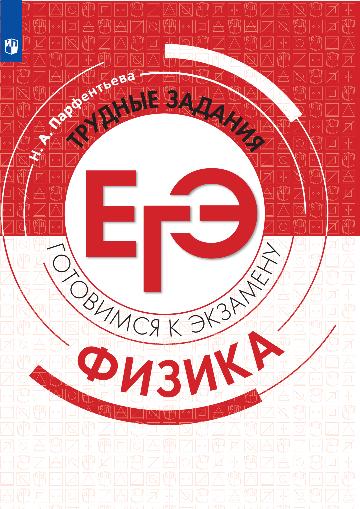 Н. А. Парфентьева
ТРУДНЫЕ ЗАДАНИЯ
ЕГЭ
ГОТОВИМСЯ К ЭКЗАМЕНУ
ФИЗИКА